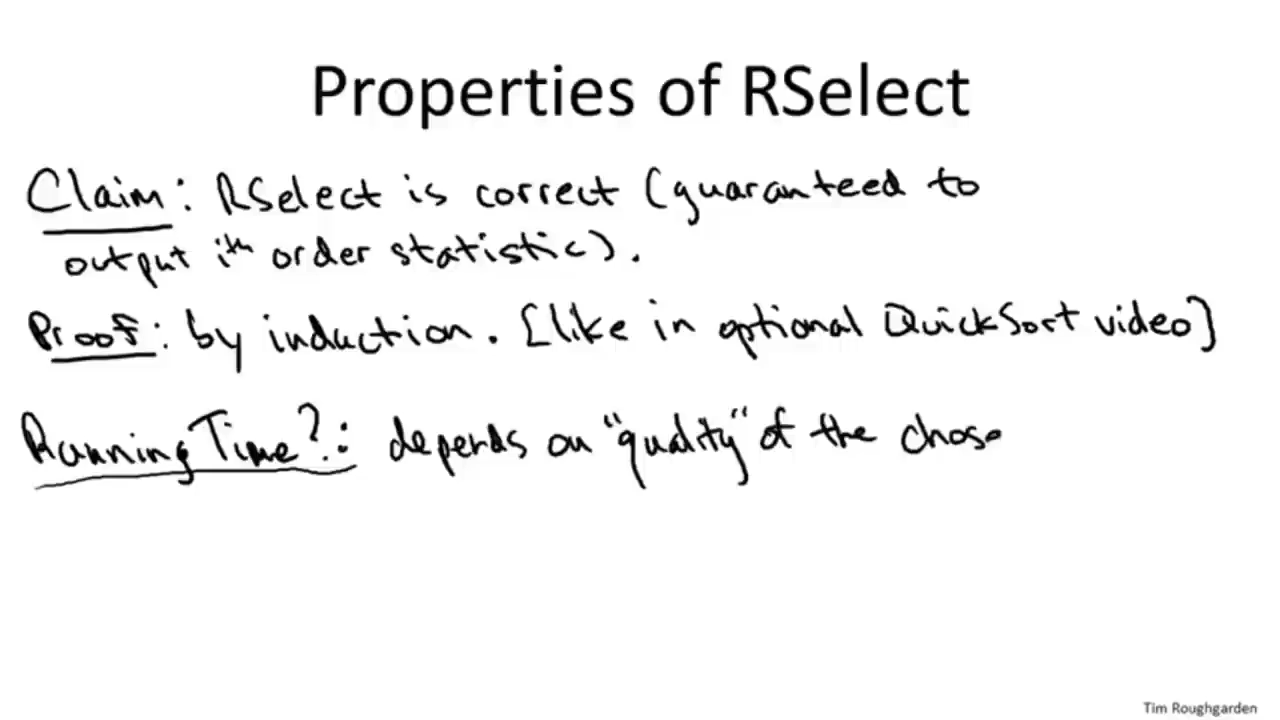 Properties of RSelect
Claim: RSelect is correct (guaranteed to
output ith order statistic).
Proof: by induction. [like in optional QuickSort video]
Running Time?: depends on "quality" of the chose
Tim Roughgarden